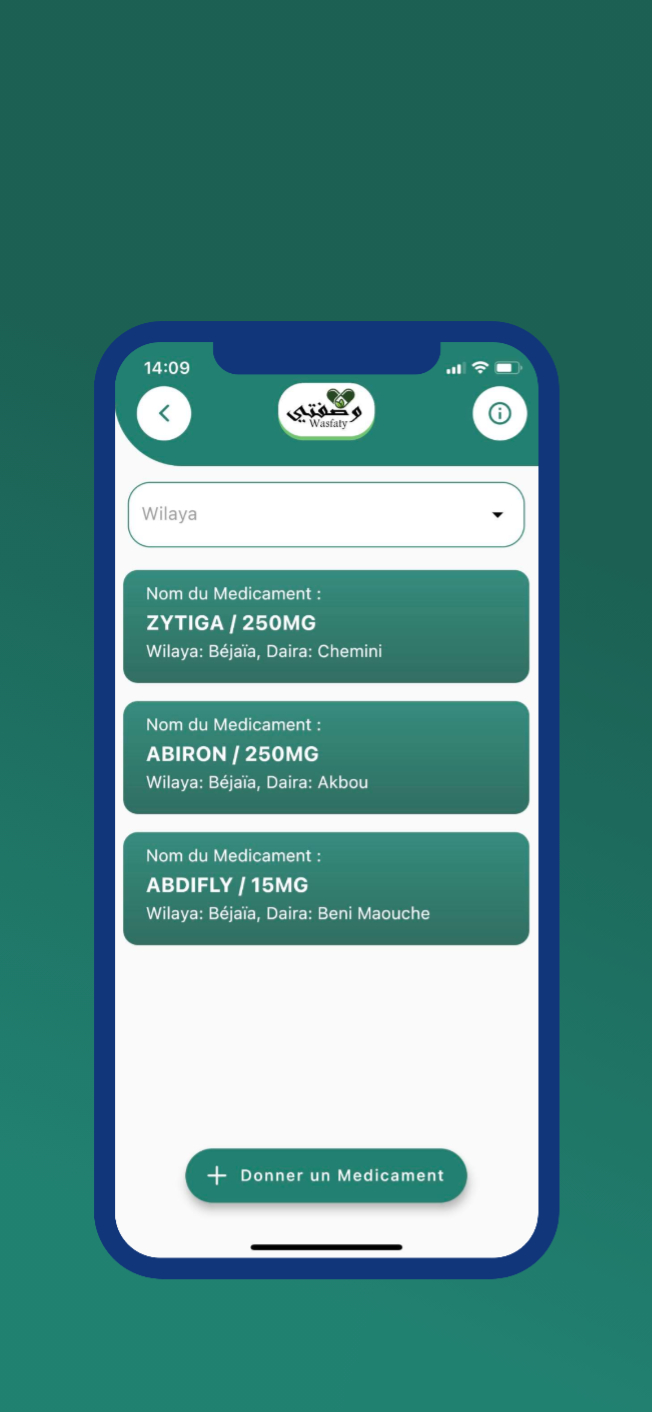 14:09
وصفتي
Wasfaty
Wilaya
Nom du Medicament :
ZYTIGA / 250MG
Wilaya: Béjaïa, Daira: Chemini
Nom du Medicament :
ABIRON / 250MG
Wilaya: Béjaïa, Daira: Akbou
Nom du Medicament :
ABDIFLY / 15MG
Wilaya: Béjaïa, Daira: Beni Maouche
Donner un Medicament